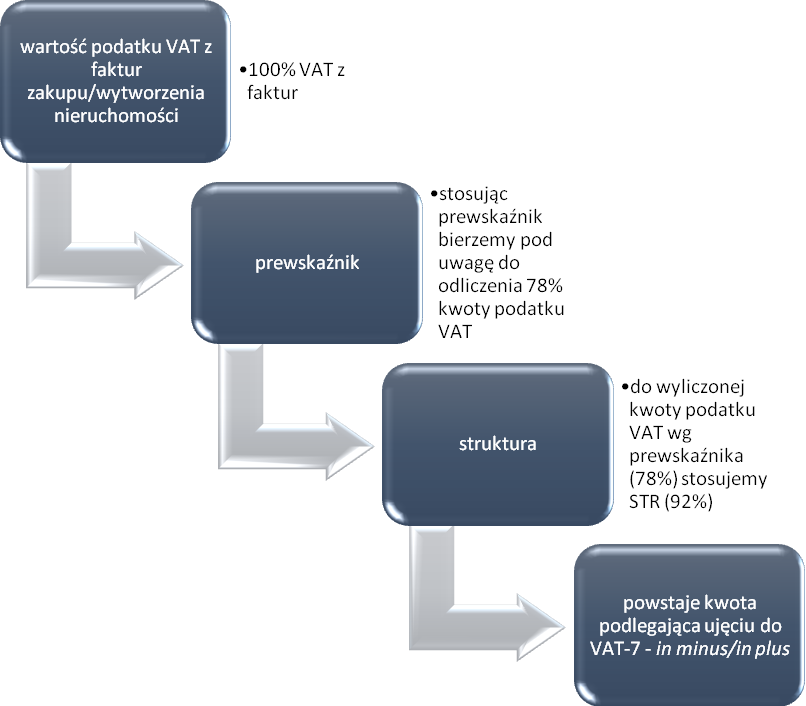 wartość podatku VAT z
faktur
zakupu/wytworzenia
nieruchomości
•100% VAT z
faktur
prewskaźnik
•stosując
prewskaźnik
bierzemy pod
uwagę do
odliczenia 78%
kwoty podatku
VAT
struktura
•do wyliczonej
kwoty podatku
VAT wg
prewskaźnika
(78%) stosujemy
STR (92%)
powstaje kwota
podlegająca ujęciu do
VAT-7 - in minus/in plus